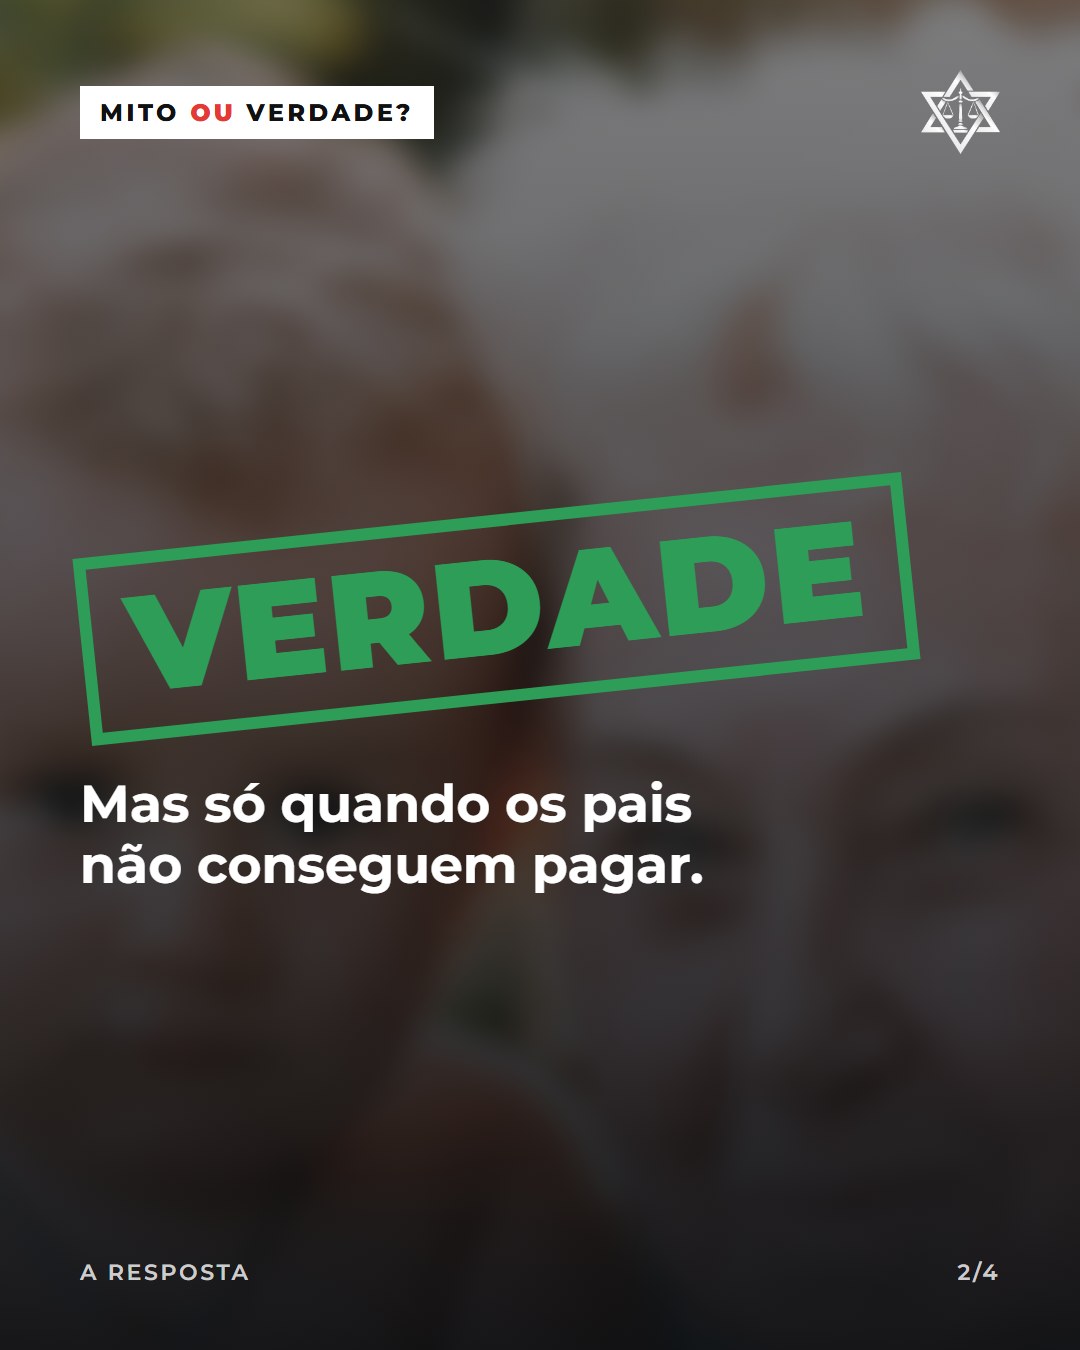 MITO OU VERDADE?
VERDADE
Mas só quando os pais
não conseguem pagar.
A RESPOSTA
2/4